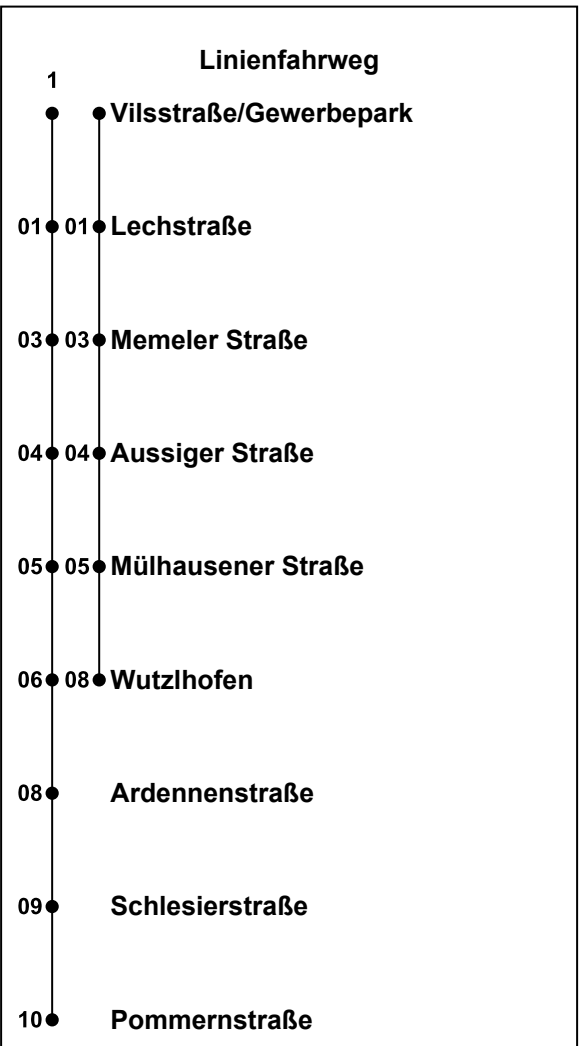 Linienfahrweg
1
Vilsstraße/Gewerbepark
01 01 Lechstraße
03 03 Memeler Straße
04 04 Aussiger Straße
05 05 Mülhausener Straße
06 08 Wutzlhofen
08 Ardennenstraße
09 Schlesierstraße
10 Pommernstraße